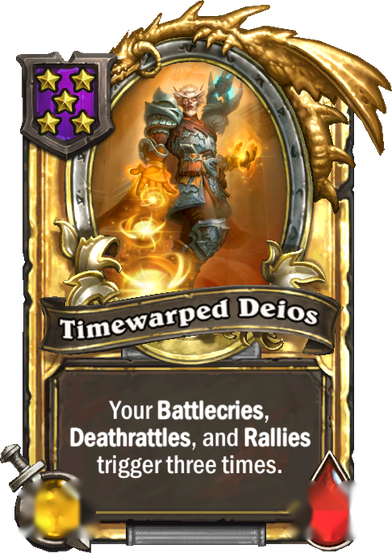 Timewarped Deios
Your Battlecries,
Deathrattles, and Rallies
trigger three times.